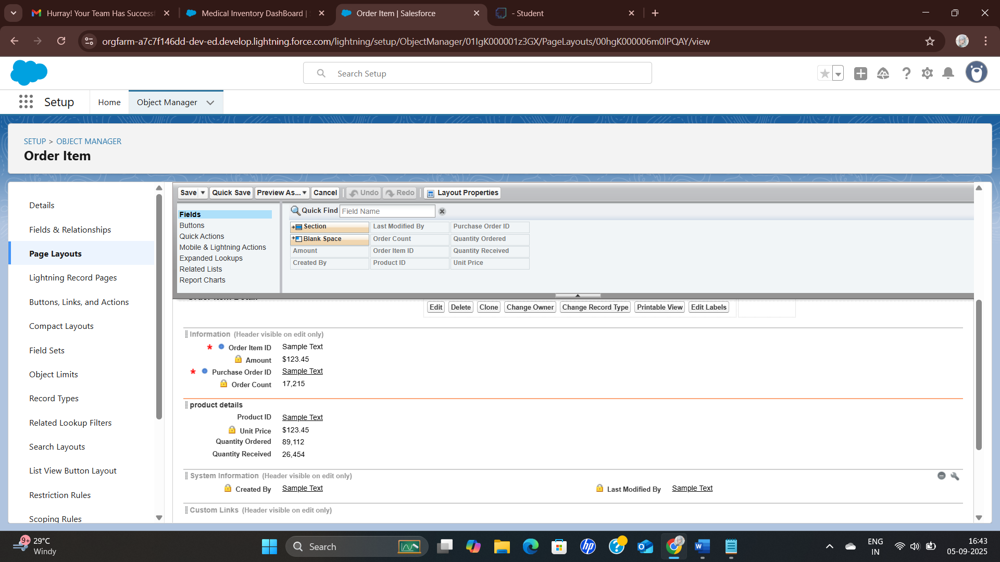 Hurray! Your Team Has Success
Medical Inventory DashBoard |
Order Item | Salesforce
- Student
orgfarm-a7c7f146dd-dev-ed.develop.lightning.force.com/lightning/setup/ObjectManager/01IgK000001z3GX/PageLayouts/00hgK000006m0IPQAY/view
Search Setup
Setup
Home
Object Manager
SETUP > OBJECT MANAGER
Order Item
Details
Fields & Relationships
Page Layouts
Lightning Record Pages
Buttons, Links, and Actions
Compact Layouts
Field Sets
Object Limits
Record Types
Related Lookup Filters
Search Layouts
List View Button Layout
Restriction Rules
Scoping Rules
Save Quick Save Preview As... Cancel Undo Redo Layout Properties
Fields
Buttons
Quick Actions
Mobile & Lightning Actions
Expanded Lookups
Related Lists
Report Charts
Quick Find Field Name
Section Last Modified By Purchase Order ID
Blank Space Order Count Quantity Ordered
Amount Order Item ID Quantity Received
Created By Product ID Unit Price
Edit Delete Clone Change Owner Change Record Type Printable View Edit Labels
Information (Header visible on edit only)
* Order Item ID Sample Text
Amount $123.45
* Purchase Order ID Sample Text
Order Count 17,215
product details
Product ID Sample Text
Unit Price $123.45
Quantity Ordered 89,112
Quantity Received 26,454
System Information (Header visible on edit only)
Created By Sample Text Last Modified By Sample Text
Custom Links (Header visible on edit only)
9+
29°C
Windy
Search
ENG
IN
16:43
05-09-2025